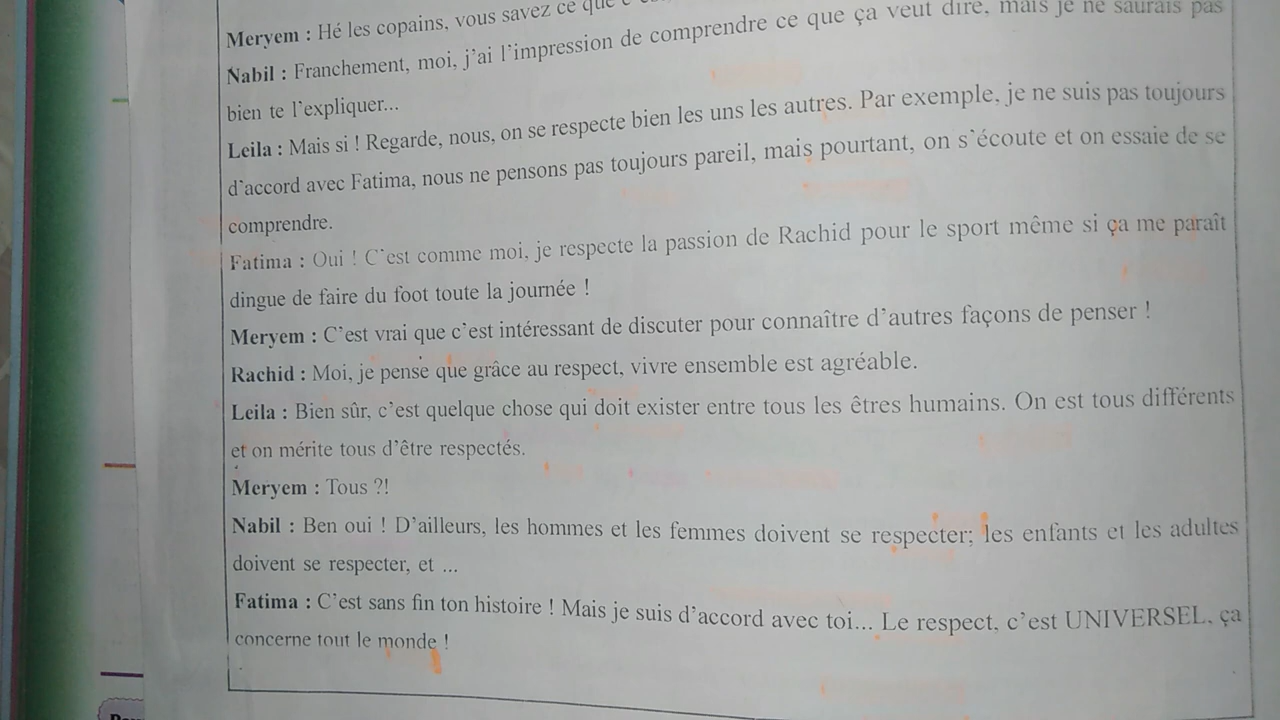 Meryem : Hé les copains, vous savez ce que
Nabil : Franchement, moi, j'ai l'impression de comprendre ce que ça veut dire, mais je ne saurais pas
bien te l'expliquer...
Leila : Mais si ! Regarde, nous, on se respecte bien les uns les autres. Par exemple, je ne suis pas toujours
d'accord avec Fatima, nous ne pensons pas toujours pareil, mais pourtant, on s'écoute et on essaie de se
comprendre.
Fatima : Oui ! C'est comme moi, je respecte la passion de Rachid pour le sport même si ça me paraît
dingue de faire du foot toute la journée !
Meryem : C'est vrai que c'est intéressant de discuter pour connaître d'autres façons de penser !
Rachid : Moi, je pense que grâce au respect, vivre ensemble est agréable.
Leila : Bien sûr, c'est quelque chose qui doit exister entre tous les êtres humains. On est tous différents
et on mérite tous d'être respectés.
Meryem : Tous ?!
Nabil : Ben oui ! D'ailleurs, les hommes et les femmes doivent se respecter; les enfants et les adultes
doivent se respecter, et ...
Fatima : C'est sans fin ton histoire ! Mais je suis d'accord avec toi... Le respect, c'est UNIVERSEL, ça
concerne tout le monde !